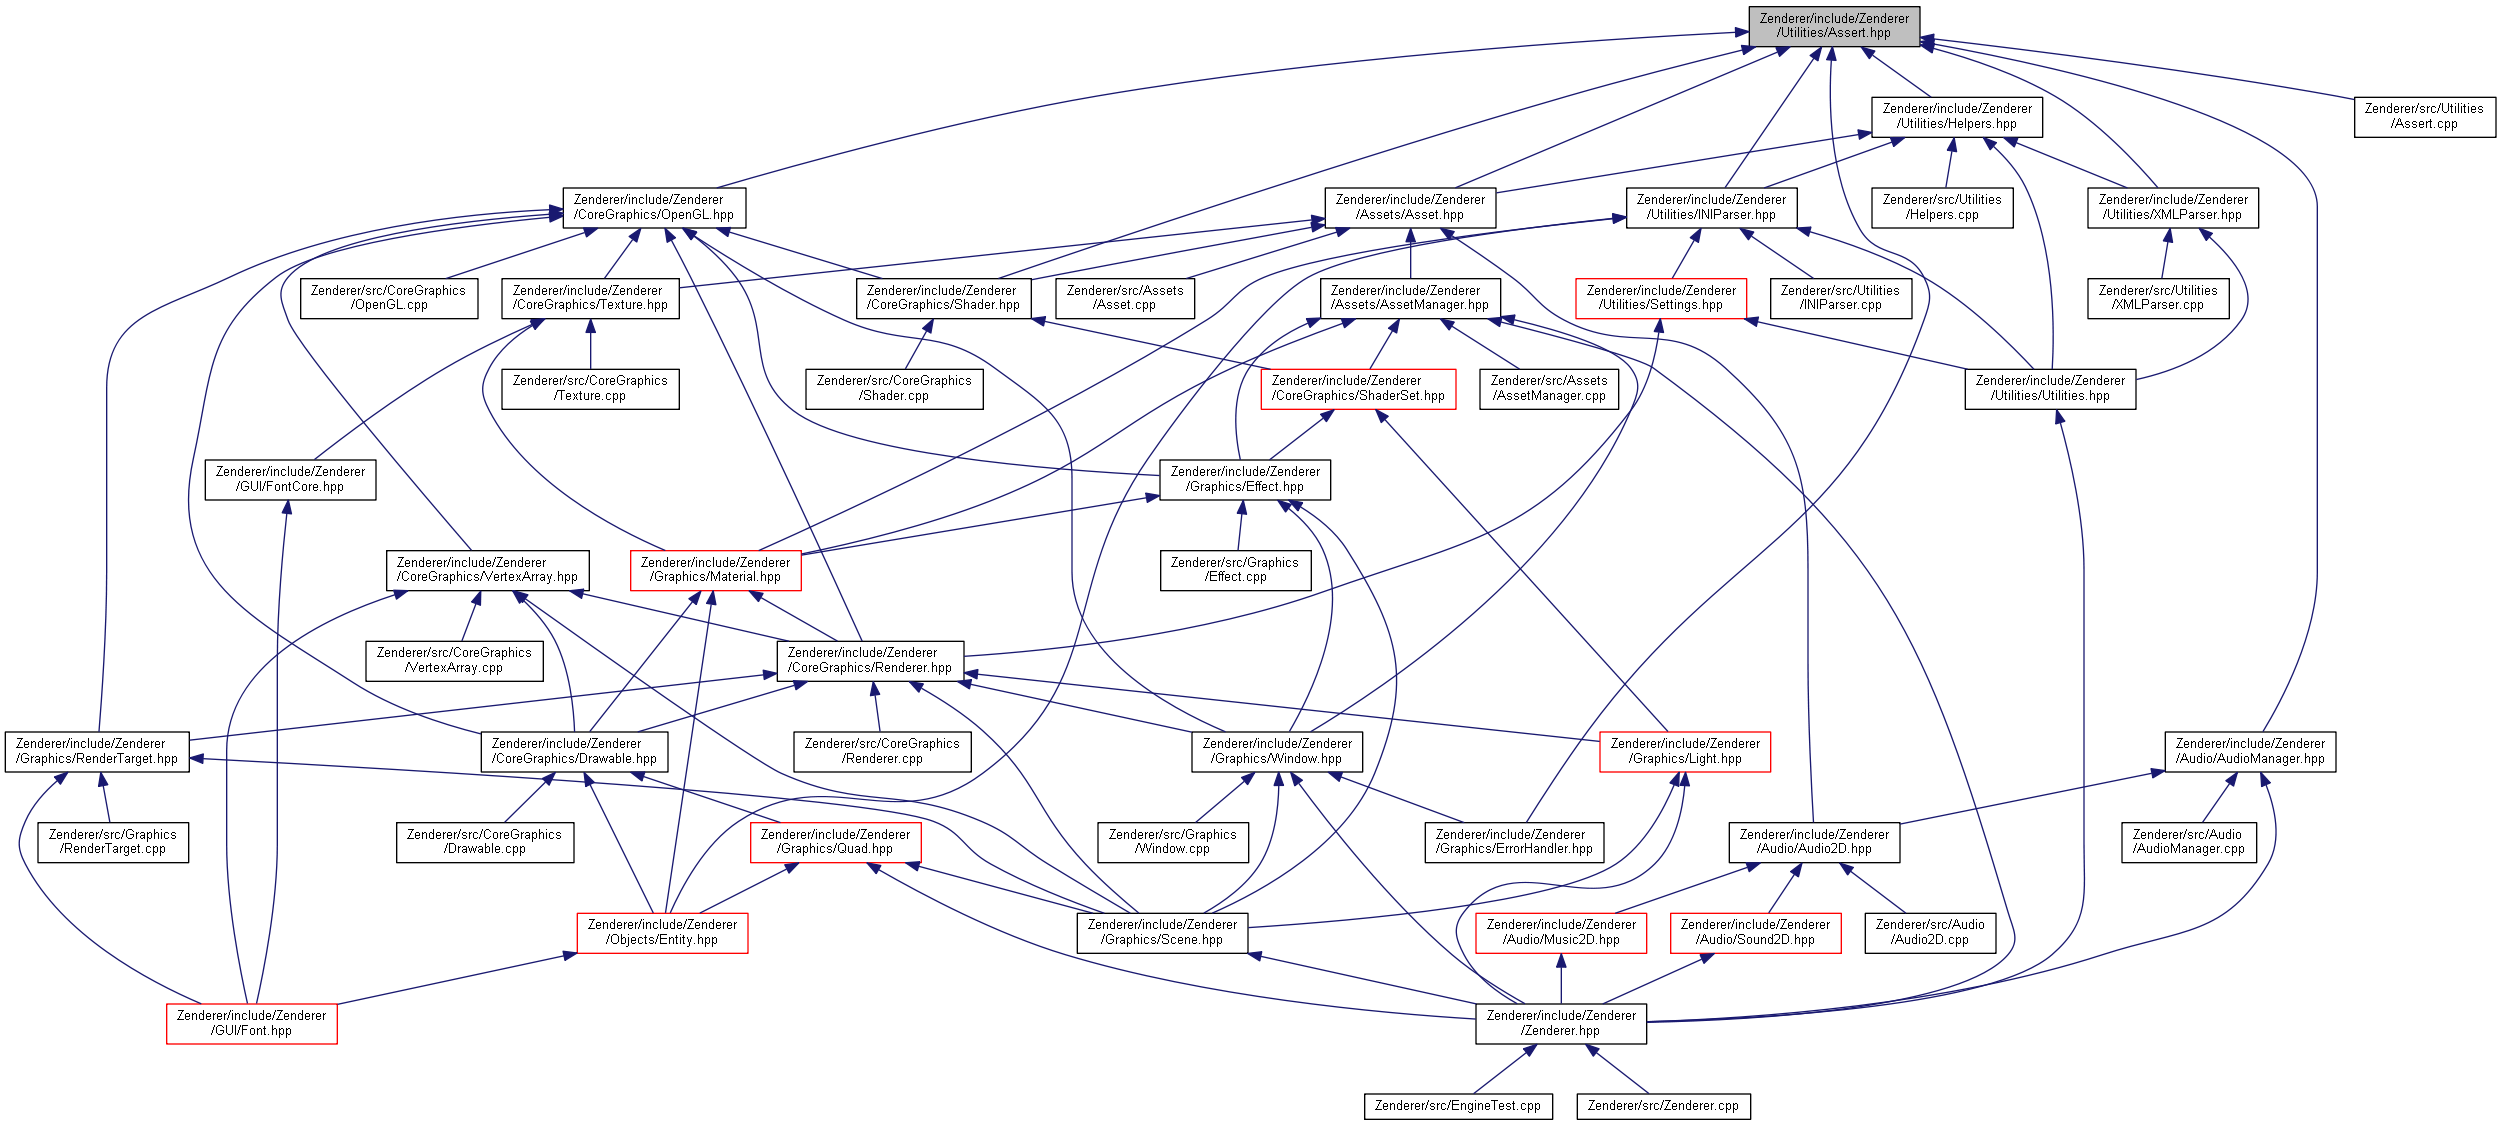 Zenderer/include/Zenderer
/Utilities/Assert.hpp
Zenderer/include/Zenderer
/Utilities/Helpers.hpp
Zenderer/src/Utilities
/Assert.cpp
Zenderer/include/Zenderer
/CoreGraphics/OpenGL.hpp
Zenderer/include/Zenderer
/Assets/Asset.hpp
Zenderer/include/Zenderer
/Utilities/INIParser.hpp
Zenderer/src/Utilities
/Helpers.cpp
Zenderer/include/Zenderer
/Utilities/XMLParser.hpp
Zenderer/src/CoreGraphics
/OpenGL.cpp
Zenderer/include/Zenderer
/CoreGraphics/Texture.hpp
Zenderer/include/Zenderer
/CoreGraphics/Shader.hpp
Zenderer/src/Assets
/Asset.cpp
Zenderer/include/Zenderer
/Assets/AssetManager.hpp
Zenderer/include/Zenderer
/Utilities/Settings.hpp
Zenderer/src/Utilities
/INIParser.cpp
Zenderer/src/Utilities
/XMLParser.cpp
Zenderer/src/CoreGraphics
/Texture.cpp
Zenderer/src/CoreGraphics
/Shader.cpp
Zenderer/include/Zenderer
/CoreGraphics/ShaderSet.hpp
Zenderer/src/Assets
/AssetManager.cpp
Zenderer/include/Zenderer
/Utilities/Utilities.hpp
Zenderer/include/Zenderer
/GUI/FontCore.hpp
Zenderer/include/Zenderer
/Graphics/Effect.hpp
Zenderer/include/Zenderer
/CoreGraphics/VertexArray.hpp
Zenderer/include/Zenderer
/Graphics/Material.hpp
Zenderer/src/Graphics
/Effect.cpp
Zenderer/src/CoreGraphics
/VertexArray.cpp
Zenderer/include/Zenderer
/CoreGraphics/Renderer.hpp
Zenderer/include/Zenderer
/Graphics/RenderTarget.hpp
Zenderer/include/Zenderer
/CoreGraphics/Drawable.hpp
Zenderer/src/CoreGraphics
/Renderer.cpp
Zenderer/include/Zenderer
/Graphics/Window.hpp
Zenderer/include/Zenderer
/Graphics/Light.hpp
Zenderer/include/Zenderer
/Audio/AudioManager.hpp
Zenderer/src/Graphics
/RenderTarget.cpp
Zenderer/src/CoreGraphics
/Drawable.cpp
Zenderer/include/Zenderer
/Graphics/Quad.hpp
Zenderer/src/Graphics
/Window.cpp
Zenderer/include/Zenderer
/Graphics/ErrorHandler.hpp
Zenderer/include/Zenderer
/Audio/Audio2D.hpp
Zenderer/src/Audio
/AudioManager.cpp
Zenderer/include/Zenderer
/Objects/Entity.hpp
Zenderer/include/Zenderer
/Graphics/Scene.hpp
Zenderer/include/Zenderer
/Audio/Music2D.hpp
Zenderer/include/Zenderer
/Audio/Sound2D.hpp
Zenderer/src/Audio
/Audio2D.cpp
Zenderer/include/Zenderer
/GUI/Font.hpp
Zenderer/include/Zenderer
/Zenderer.hpp
Zenderer/src/EngineTest.cpp
Zenderer/src/Zenderer.cpp